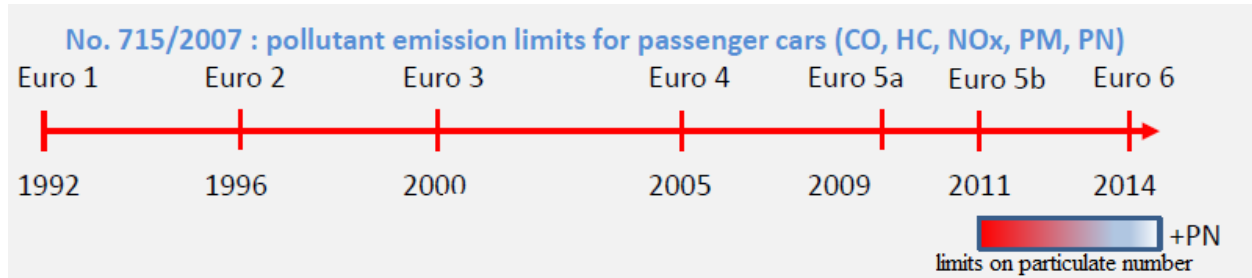 No. 715/2007 : pollutant emission limits for passenger cars (CO, HC, NOx, PM, PN)
Euro 1 Euro 2 Euro 3 Euro 4 Euro 5a Euro 5b Euro 6
1992 1996 2000 2005 2009 2011 2014
+PN
limits on particulate number